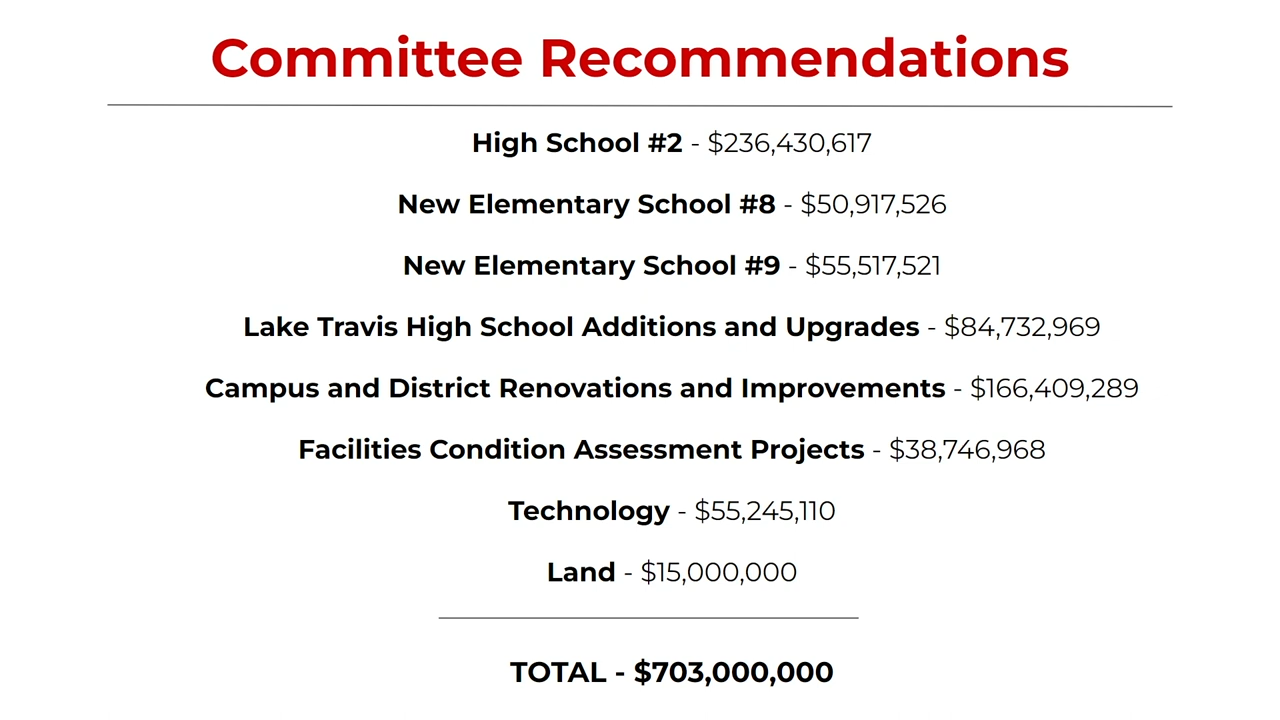 Committee Recommendations
High School #2 - $236,430,617
New Elementary School #8 - $50,917,526
New Elementary School #9 - $55,517,521
Lake Travis High School Additions and Upgrades - $84,732,969
Campus and District Renovations and Improvements - $166,409,289
Facilities Condition Assessment Projects - $38,746,968
Technology - $55,245,110
Land - $15,000,000
TOTAL - $703,000,000